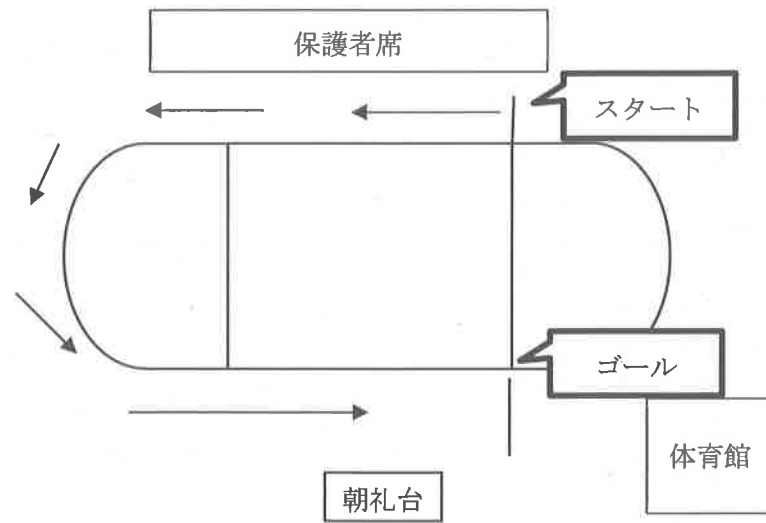 保護者席
スタート
ゴール
体育館
朝礼台